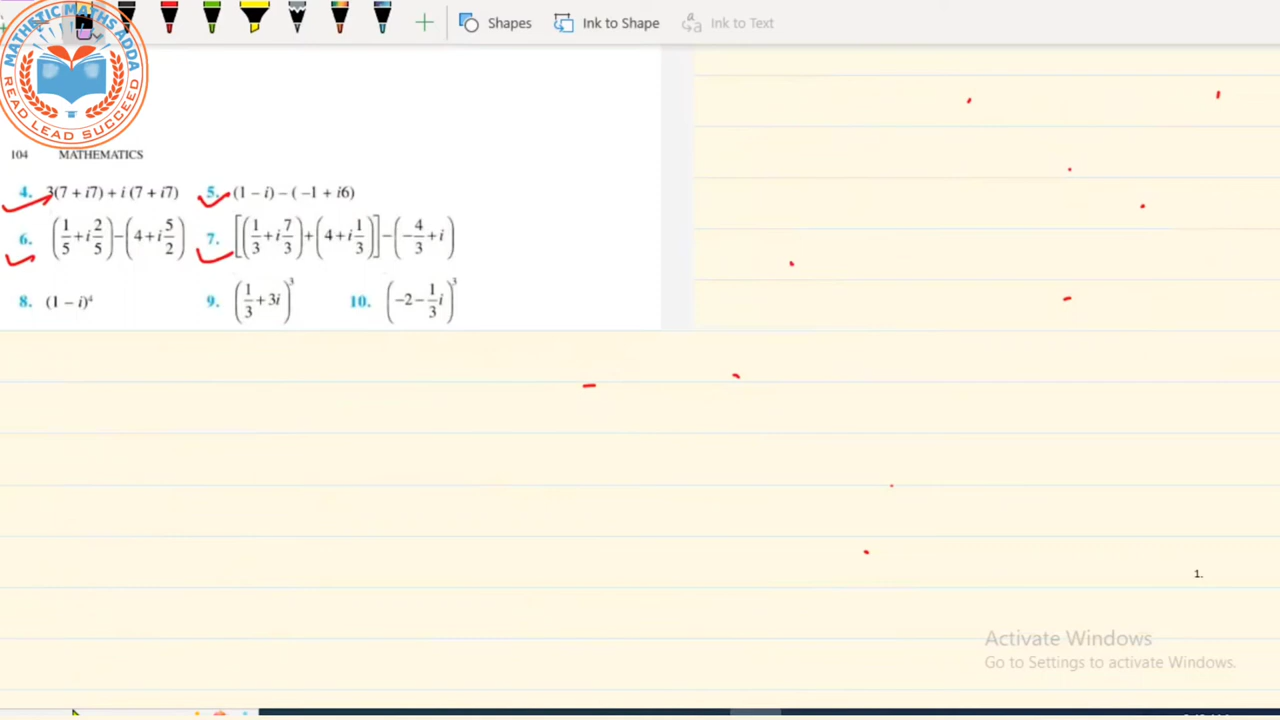 Shapes Ink to Shape Ink to Text
MATHETIC MATHS ADDA
READ LEAD SUCCEED
104 MATHEMATICS
4. 3(7 + i7) + i (7 + i7) 5. (1 – i) – ( –1 + i6)
6. (1/5 + i 2/5) – (4 + i 5/2) 7. [(1/3 + i 7/3) + (4 + i 1/3)] – (–4/3 + i)
8. (1 – i)⁴ 9. (1/3 + 3i)³ 10. (–2 – 1/3 i)³
1.
Activate Windows
Go to Settings to activate Windows.